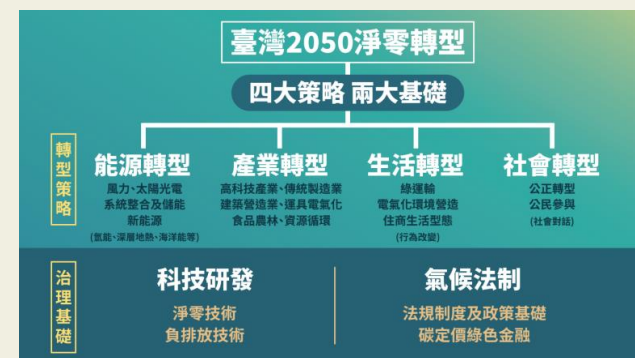 臺灣2050淨零轉型
四大策略 兩大基礎
轉型策略
能源轉型
風力、太陽光電
系統整合及儲能
新能源
(氫能、深層地熱、海洋能等)
產業轉型
高科技產業、傳統製造業
建築營造業、運具電氣化
食品農林、資源循環
生活轉型
綠運輸
電氣化環境營造
住商生活型態
(行為改變)
社會轉型
公正轉型
公民參與
(社會對話)
治理基礎
科技研發
淨零技術
負排放技術
氣候法制
法規制度及政策基礎
碳定價綠色金融